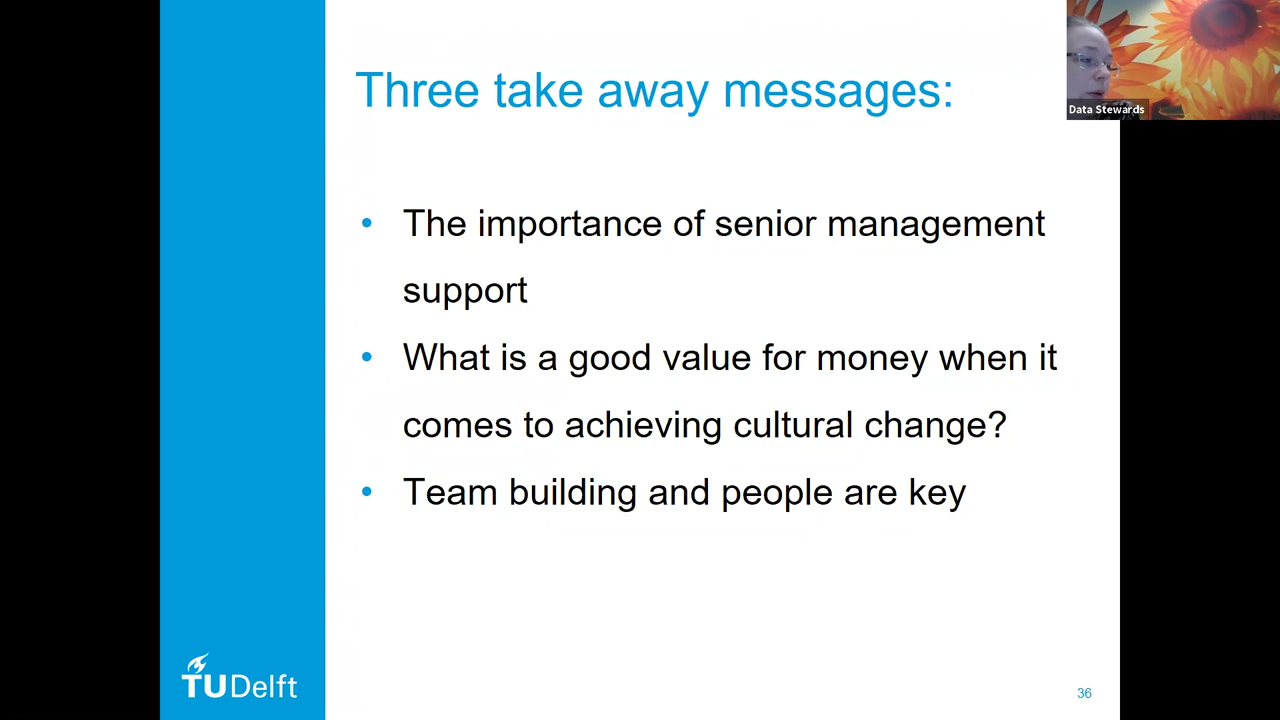 Three take away messages:
Data Stewards
• The importance of senior management
support
• What is a good value for money when it
comes to achieving cultural change?
• Team building and people are key
TUDelft
36